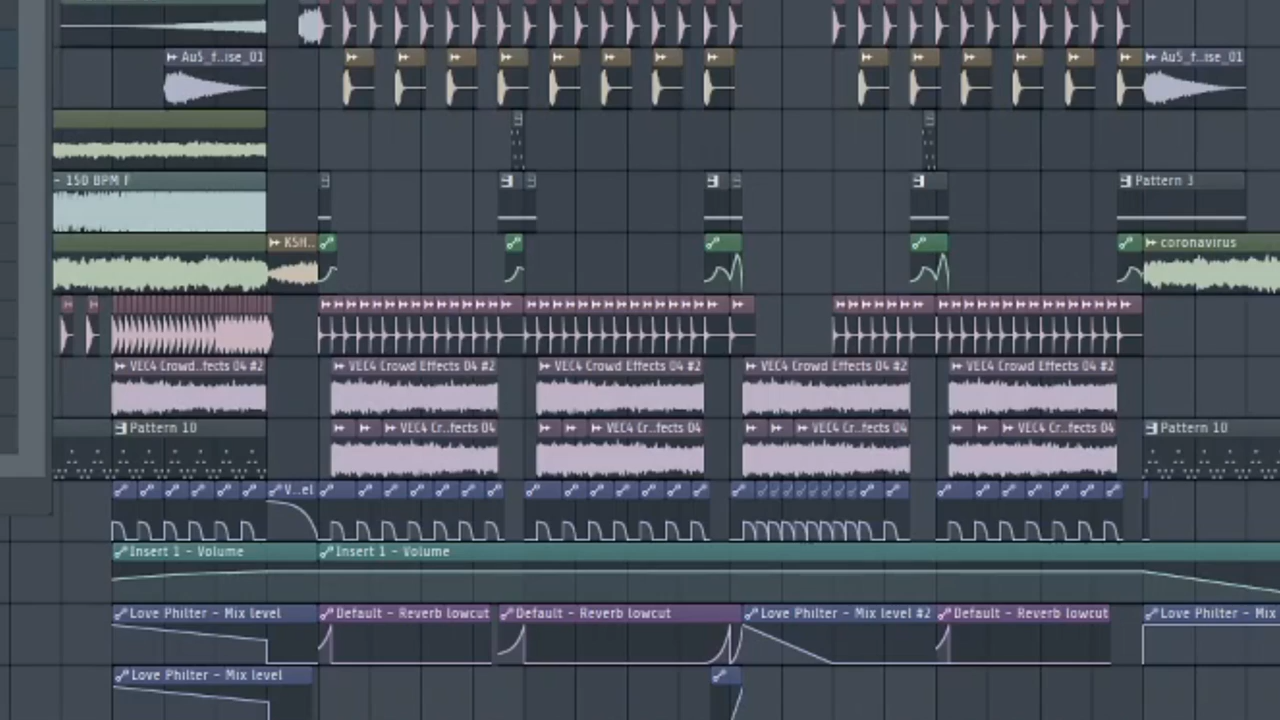 Au5_f..ise_01 Au5_f..ise_01
150 BPM F
Pattern 3
KSH.. coronavirus
VEC4 Crowd..fects 04 #2 VEC4 Crowd Effects 04 #2 VEC4 Crowd Effects 04 #2 VEC4 Crowd Effects 04 #2 VEC4 Crowd Effects 04 #2
Pattern 10 VEC4 Cr..fects 04 VEC4 Cr..fects 04 VEC4 Cr..fects 04 VEC4 Cr..fects 04 Pattern 10
V..el
Insert 1 - Volume Insert 1 - Volume
Love Philter - Mix level Default - Reverb lowcut Default - Reverb lowcut Love Philter - Mix level #2 Default - Reverb lowcut Love Philter - Mix
Love Philter - Mix level